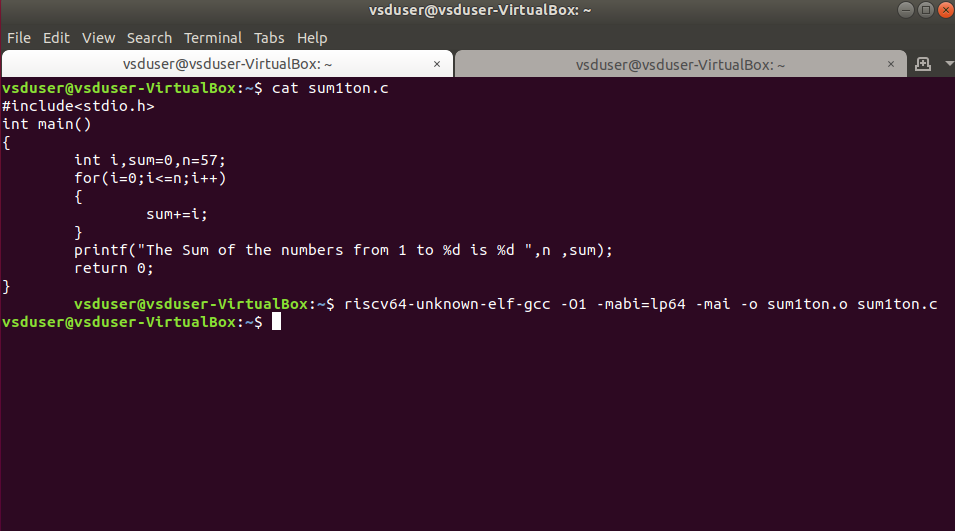 vsduser@vsduser-VirtualBox: ~
File Edit View Search Terminal Tabs Help
vsduser@vsduser-VirtualBox: ~ × vsduser@vsduser-VirtualBox: ~ ×
vsduser@vsduser-VirtualBox:~$ cat sum1ton.c
#include<stdio.h>
int main()
{
        int i,sum=0,n=57;
        for(i=0;i<=n;i++)
        {
                sum+=i;
        }
        printf("The Sum of the numbers from 1 to %d is %d ",n ,sum);
        return 0;
}
        vsduser@vsduser-VirtualBox:~$ riscv64-unknown-elf-gcc -O1 -mabi=lp64 -mai -o sum1ton.o sum1ton.c
vsduser@vsduser-VirtualBox:~$